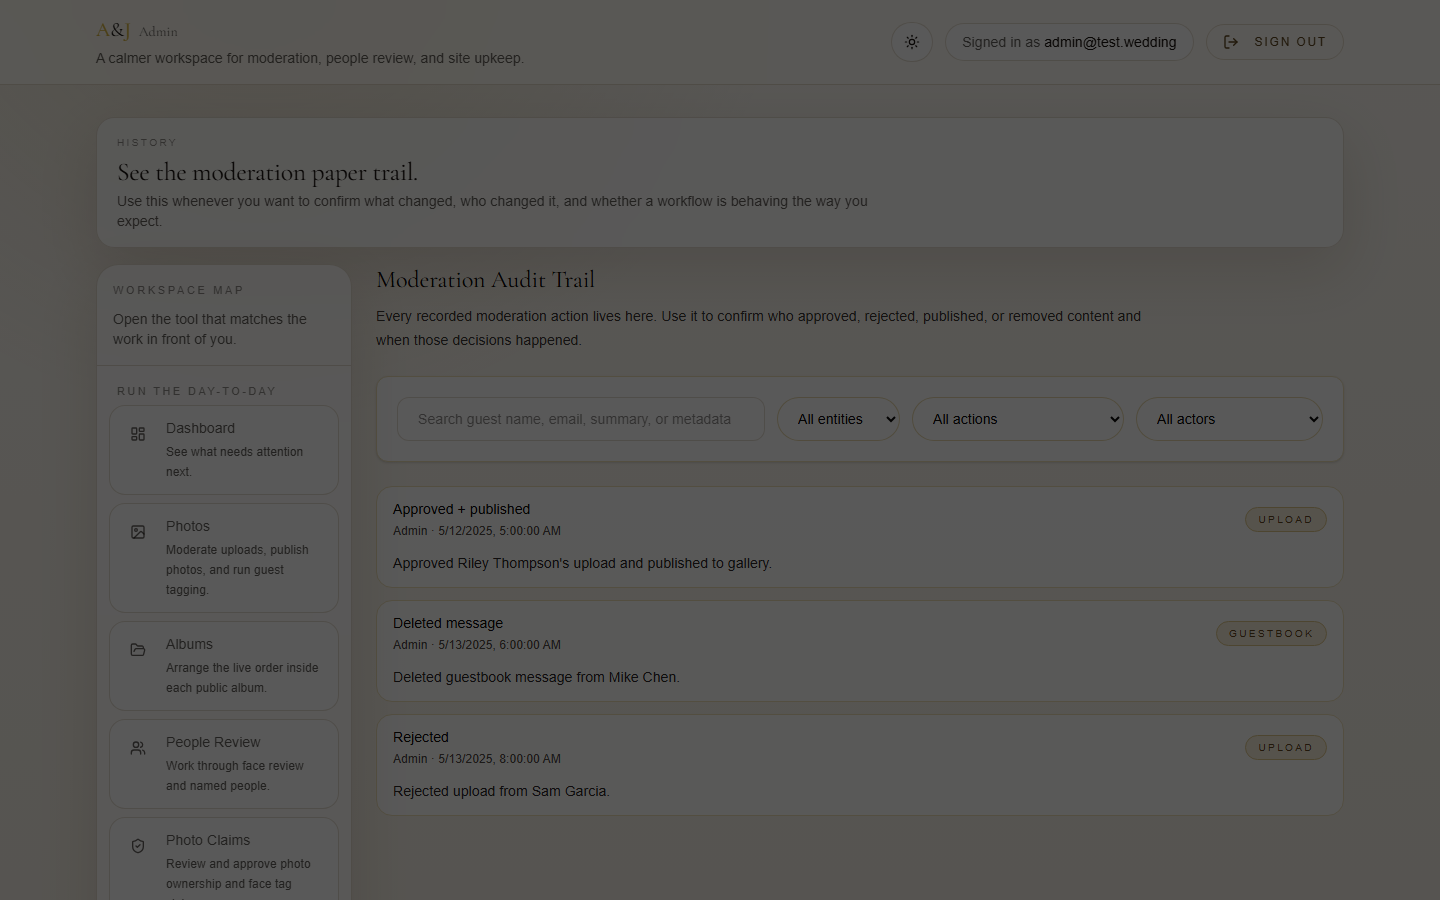 A&J Admin
A calmer workspace for moderation, people review, and site upkeep.
Signed in as admin@test.wedding
SIGN OUT
HISTORY
See the moderation paper trail.
Use this whenever you want to confirm what changed, who changed it, and whether a workflow is behaving the way you
expect.
WORKSPACE MAP
Open the tool that matches the
work in front of you.
RUN THE DAY-TO-DAY
Dashboard
See what needs attention
next.
Photos
Moderate uploads, publish
photos, and run guest
tagging.
Albums
Arrange the live order inside
each public album.
People Review
Work through face review
and named people.
Photo Claims
Review and approve photo
ownership and face tag
Moderation Audit Trail
Every recorded moderation action lives here. Use it to confirm who approved, rejected, published, or removed content and
when those decisions happened.
Search guest name, email, summary, or metadata
All entities
All actions
All actors
Approved + published
Admin · 5/12/2025, 5:00:00 AM
UPLOAD
Approved Riley Thompson's upload and published to gallery.
Deleted message
Admin · 5/13/2025, 6:00:00 AM
GUESTBOOK
Deleted guestbook message from Mike Chen.
Rejected
Admin · 5/13/2025, 8:00:00 AM
UPLOAD
Rejected upload from Sam Garcia.